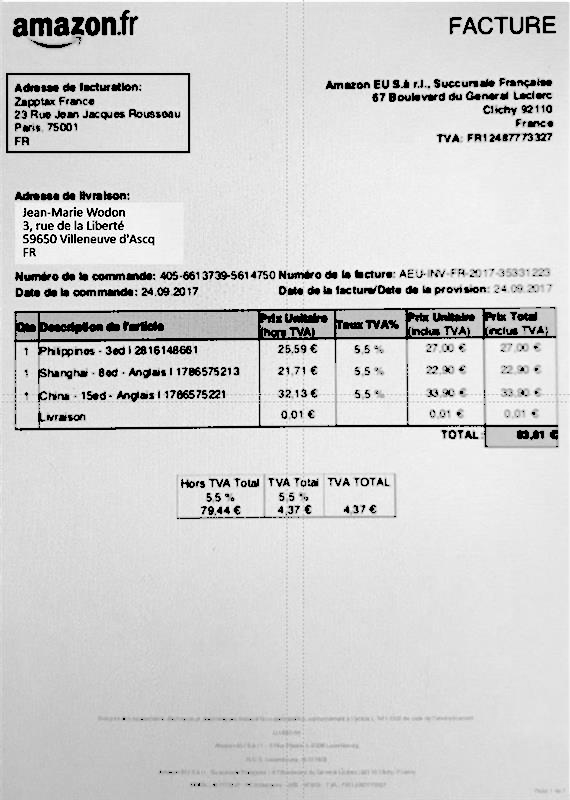 amazon.fr
FACTURE
Adresse de facturation:
Zapptax France
23 Rue Jean Jacques Rousseau
Paris, 75001
FR
Amazon EU S.à r.l., Succursale Française
67 Boulevard du General Leclerc
Clichy 92110
France
TVA: FR12487773327
Adresse de livraison:
Jean-Marie Wodon
3, rue de la Liberté
59650 Villeneuve d'Ascq
FR
Numéro de la commande: 405-6613739-5614750 Numéro de la facture: AEU-INV-FR-2017-35331223
Date de la commande: 24.09.2017 Date de la facture/Date de la provision: 24.09.2017
Qté Description de l'article Prix Unitaire (hors TVA) Taux TVA% Prix Unitaire (inclus TVA) Prix Total (inclus TVA)
1 Philippines - 3ed | 2816148661 25,59 € 5,5 % 27,00 € 27,00 €
1 Shanghai - 8ed - Anglais | 1786575213 21,71 € 5,5 % 22,90 € 22,90 €
1 China - 15ed - Anglais | 1786575221 32,13 € 5,5 % 33,90 € 33,90 €
Livraison 0,01 € 0,01 € 0,01 €
TOTAL 83,81 €
Hors TVA Total TVA Total TVA TOTAL
5,5 % 5,5 %
79,44 € 4,37 € 4,37 €
Page 1 de 1